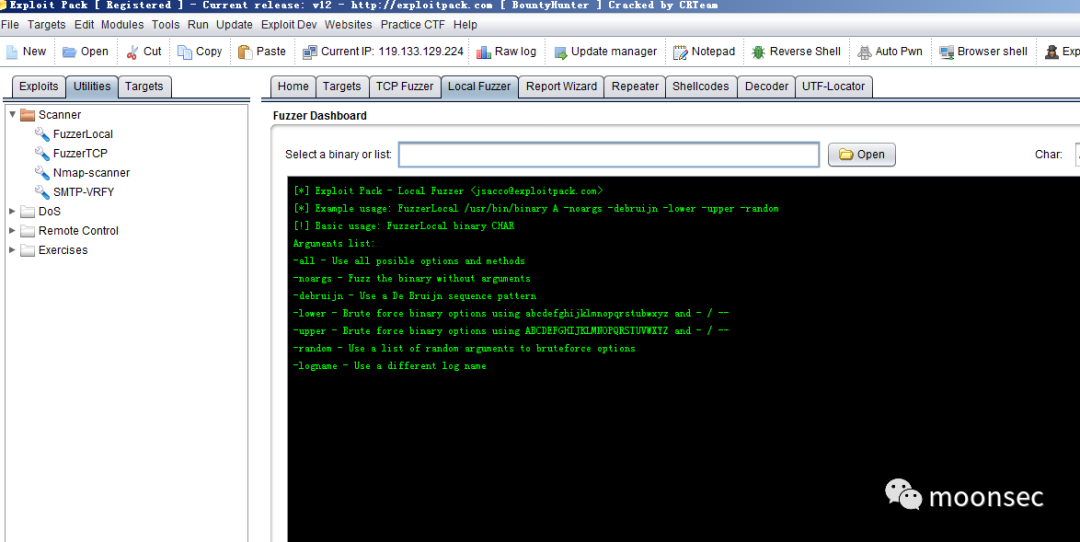 Exploit Pack [ Registered ] - Current release: v12 - http://exploitpack.com [ BountyHunter ] Cracked by CRTeam
File Targets Edit Modules Tools Run Update Exploit Dev Websites Practice CTF Help
New Open Cut Copy Paste Current IP: 119.133.129.224 Raw log Update manager Notepad Reverse Shell Auto Pwn Browser shell
Exploits Utilities Targets
Home Targets TCP Fuzzer Local Fuzzer Report Wizard Repeater Shellcodes Decoder UTF-Locator
Scanner
FuzzerLocal
FuzzerTCP
Nmap-scanner
SMTP-VRFY
DoS
Remote Control
Exercises
Fuzzer Dashboard
Select a binary or list: Open Char:
[*] Exploit Pack - Local Fuzzer <jsacco@exploitpack.com>
[*] Example usage: FuzzerLocal /usr/bin/binary A -noargs -debruijn -lower -upper -random
[!] Basic usage: FuzzerLocal binary CHAR
Arguments list:
-all - Use all posible options and methods
-noargs - Fuzz the binary without arguments
-debruijn - Use a De Bruijn sequence pattern
-lower - Brute force binary options using abcdefghijklmnopqrstubwxyz and - / --
-upper - Brute force binary options using ABCDEFGHIJKLMNOPQRSTUVWXYZ and - / --
-random - Use a list of random arguments to bruteforce options
-logname - Use a different log name
moonsec